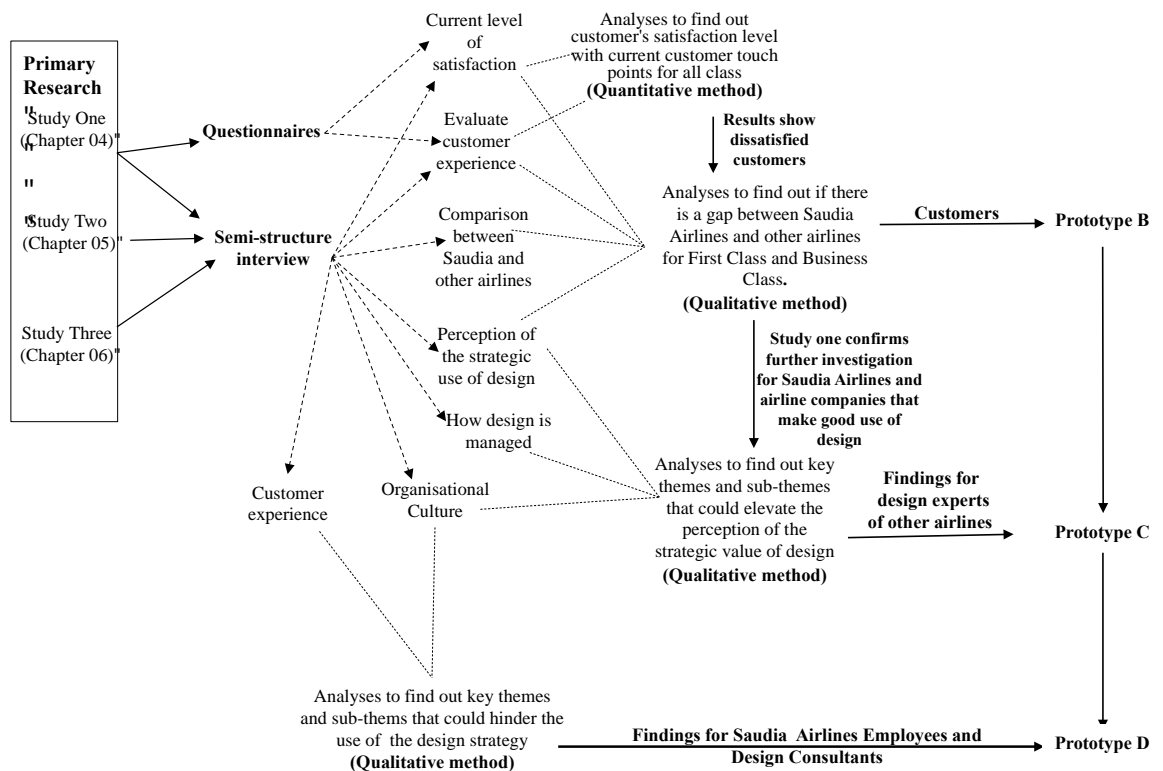 Primary
Research
"
"Study One
(Chapter 04)"
"
"
"
"
Study Two
(Chapter 05)"
Study Three
(Chapter 06)"
Questionnaires
Semi-structure
interview
Current level
of
satisfaction
Evaluate
customer
experience
Comparison
between
Saudia and
other airlines
Perception of
the strategic
use of design
How design is
managed
Organisational
Culture
Customer
experience
Analyses to find out
customer's satisfaction level
with current customer touch
points for all class
(Quantitative method)
Results show
dissatisfied
customers
Analyses to find out if there
is a gap between Saudia
Airlines and other airlines
for First Class and Business
Class.
(Qualitative method)
Customers
Prototype B
Study one confirms
further investigation
for Saudia Airlines and
airline companies that
make good use of
design
Analyses to find out key
themes and sub-themes
that could elevate the
perception of the
strategic value of design
(Qualitative method)
Findings for
design experts
of other airlines
Prototype C
Analyses to find out key themes
and sub-thems that could hinder the
use of the design strategy
(Qualitative method)
Findings for Saudia Airlines Employees and
Design Consultants
Prototype D